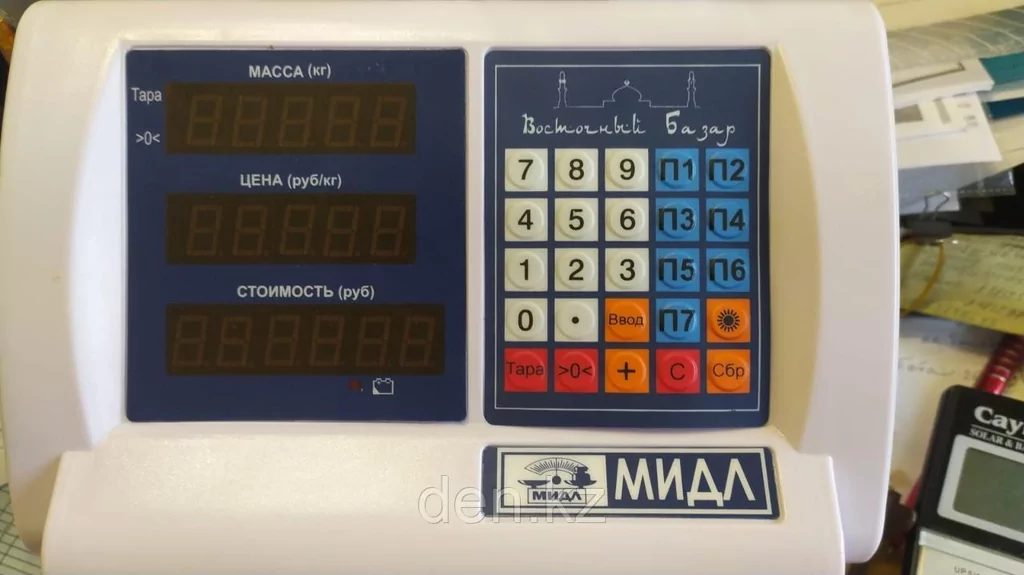 МАССА (кг)
Тара
>0<
ЦЕНА (руб/кг)
СТОИМОСТЬ (руб)
Восточный Базар
7 8 9 П1 П2
4 5 6 П3 П4
1 2 3 П5 П6
0 • Ввод П7
Тара >0< + С Сбр
МИДЛ МИДЛ
den.kz